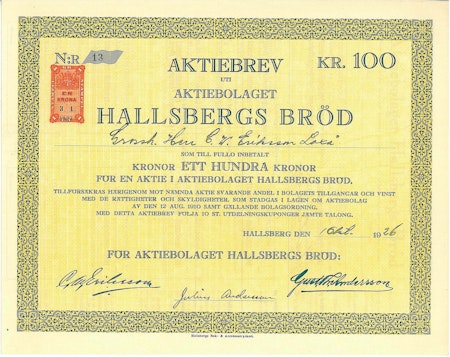 N:R 13
AKTIEBREV
KR. 100
UTI
AKTIEBOLAGET
HALLSBERGS BRÖD
Herr C. W. Eriksson
SOM TILL FULLO INBETALT
KRONOR ETT HUNDRA KRONOR
FÖR EN AKTIE I AKTIEBOLAGET HALLSBERGS BRÖD,
TILLFÖRSÄKRAS HÄRIGENOM MOT NÄMNDA AKTIE SVARANDE ANDEL I BOLAGETS TILLGÅNGAR OCH VINST
MED DE RÄTTIGHETER OCH SKYLDIGHETER, SOM STADGAS I LAGEN OM AKTIEBOLAG
AV DEN 12 AUG. 1910 SAMT GÄLLANDE BOLAGSORDNING.
MED DETTA AKTIEBREV FÖLJA 10 ST. UTDELNINGSKUPONGER JÄMTE TALONG.
HALLSBERG DEN 1 Okt. 1926
FÖR AKTIEBOLAGET HALLSBERGS BRÖD:
C. W. Eriksson
Julius Andersson